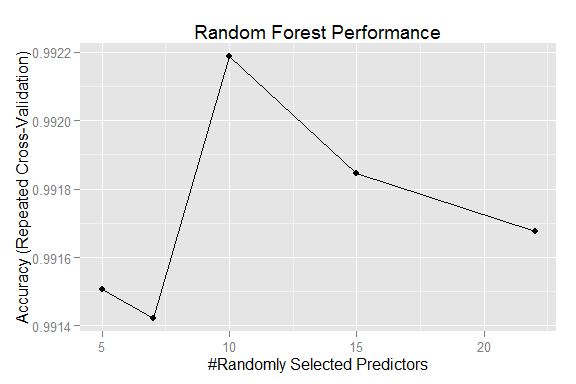 Random Forest Performance
Accuracy (Repeated Cross-Validation)
0.9922
0.9920
0.9918
0.9916
0.9914
5 10 15 20
#Randomly Selected Predictors